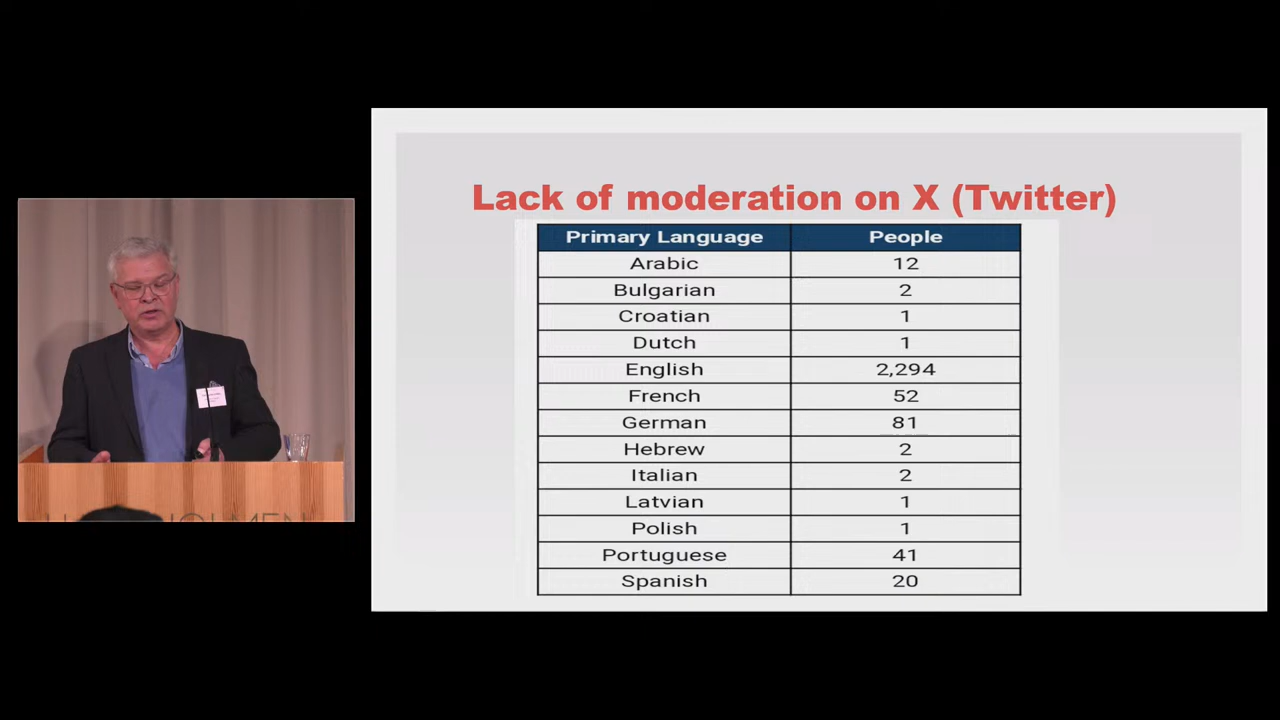 Lack of moderation on X (Twitter)
Primary Language People
Arabic 12
Bulgarian 2
Croatian 1
Dutch 1
English 2,294
French 52
German 81
Hebrew 2
Italian 2
Latvian 1
Polish 1
Portuguese 41
Spanish 20